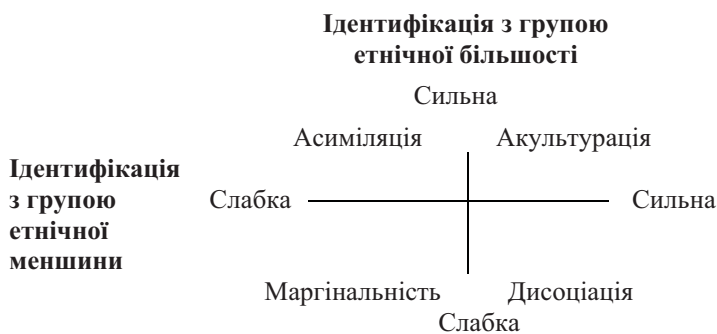 Ідентифікація з групою
етнічної більшості
Сильна
Асиміляція Акультурація
Ідентифікація
з групою
етнічної
меншини
Слабка Сильна
Маргінальність Дисоціація
Слабка